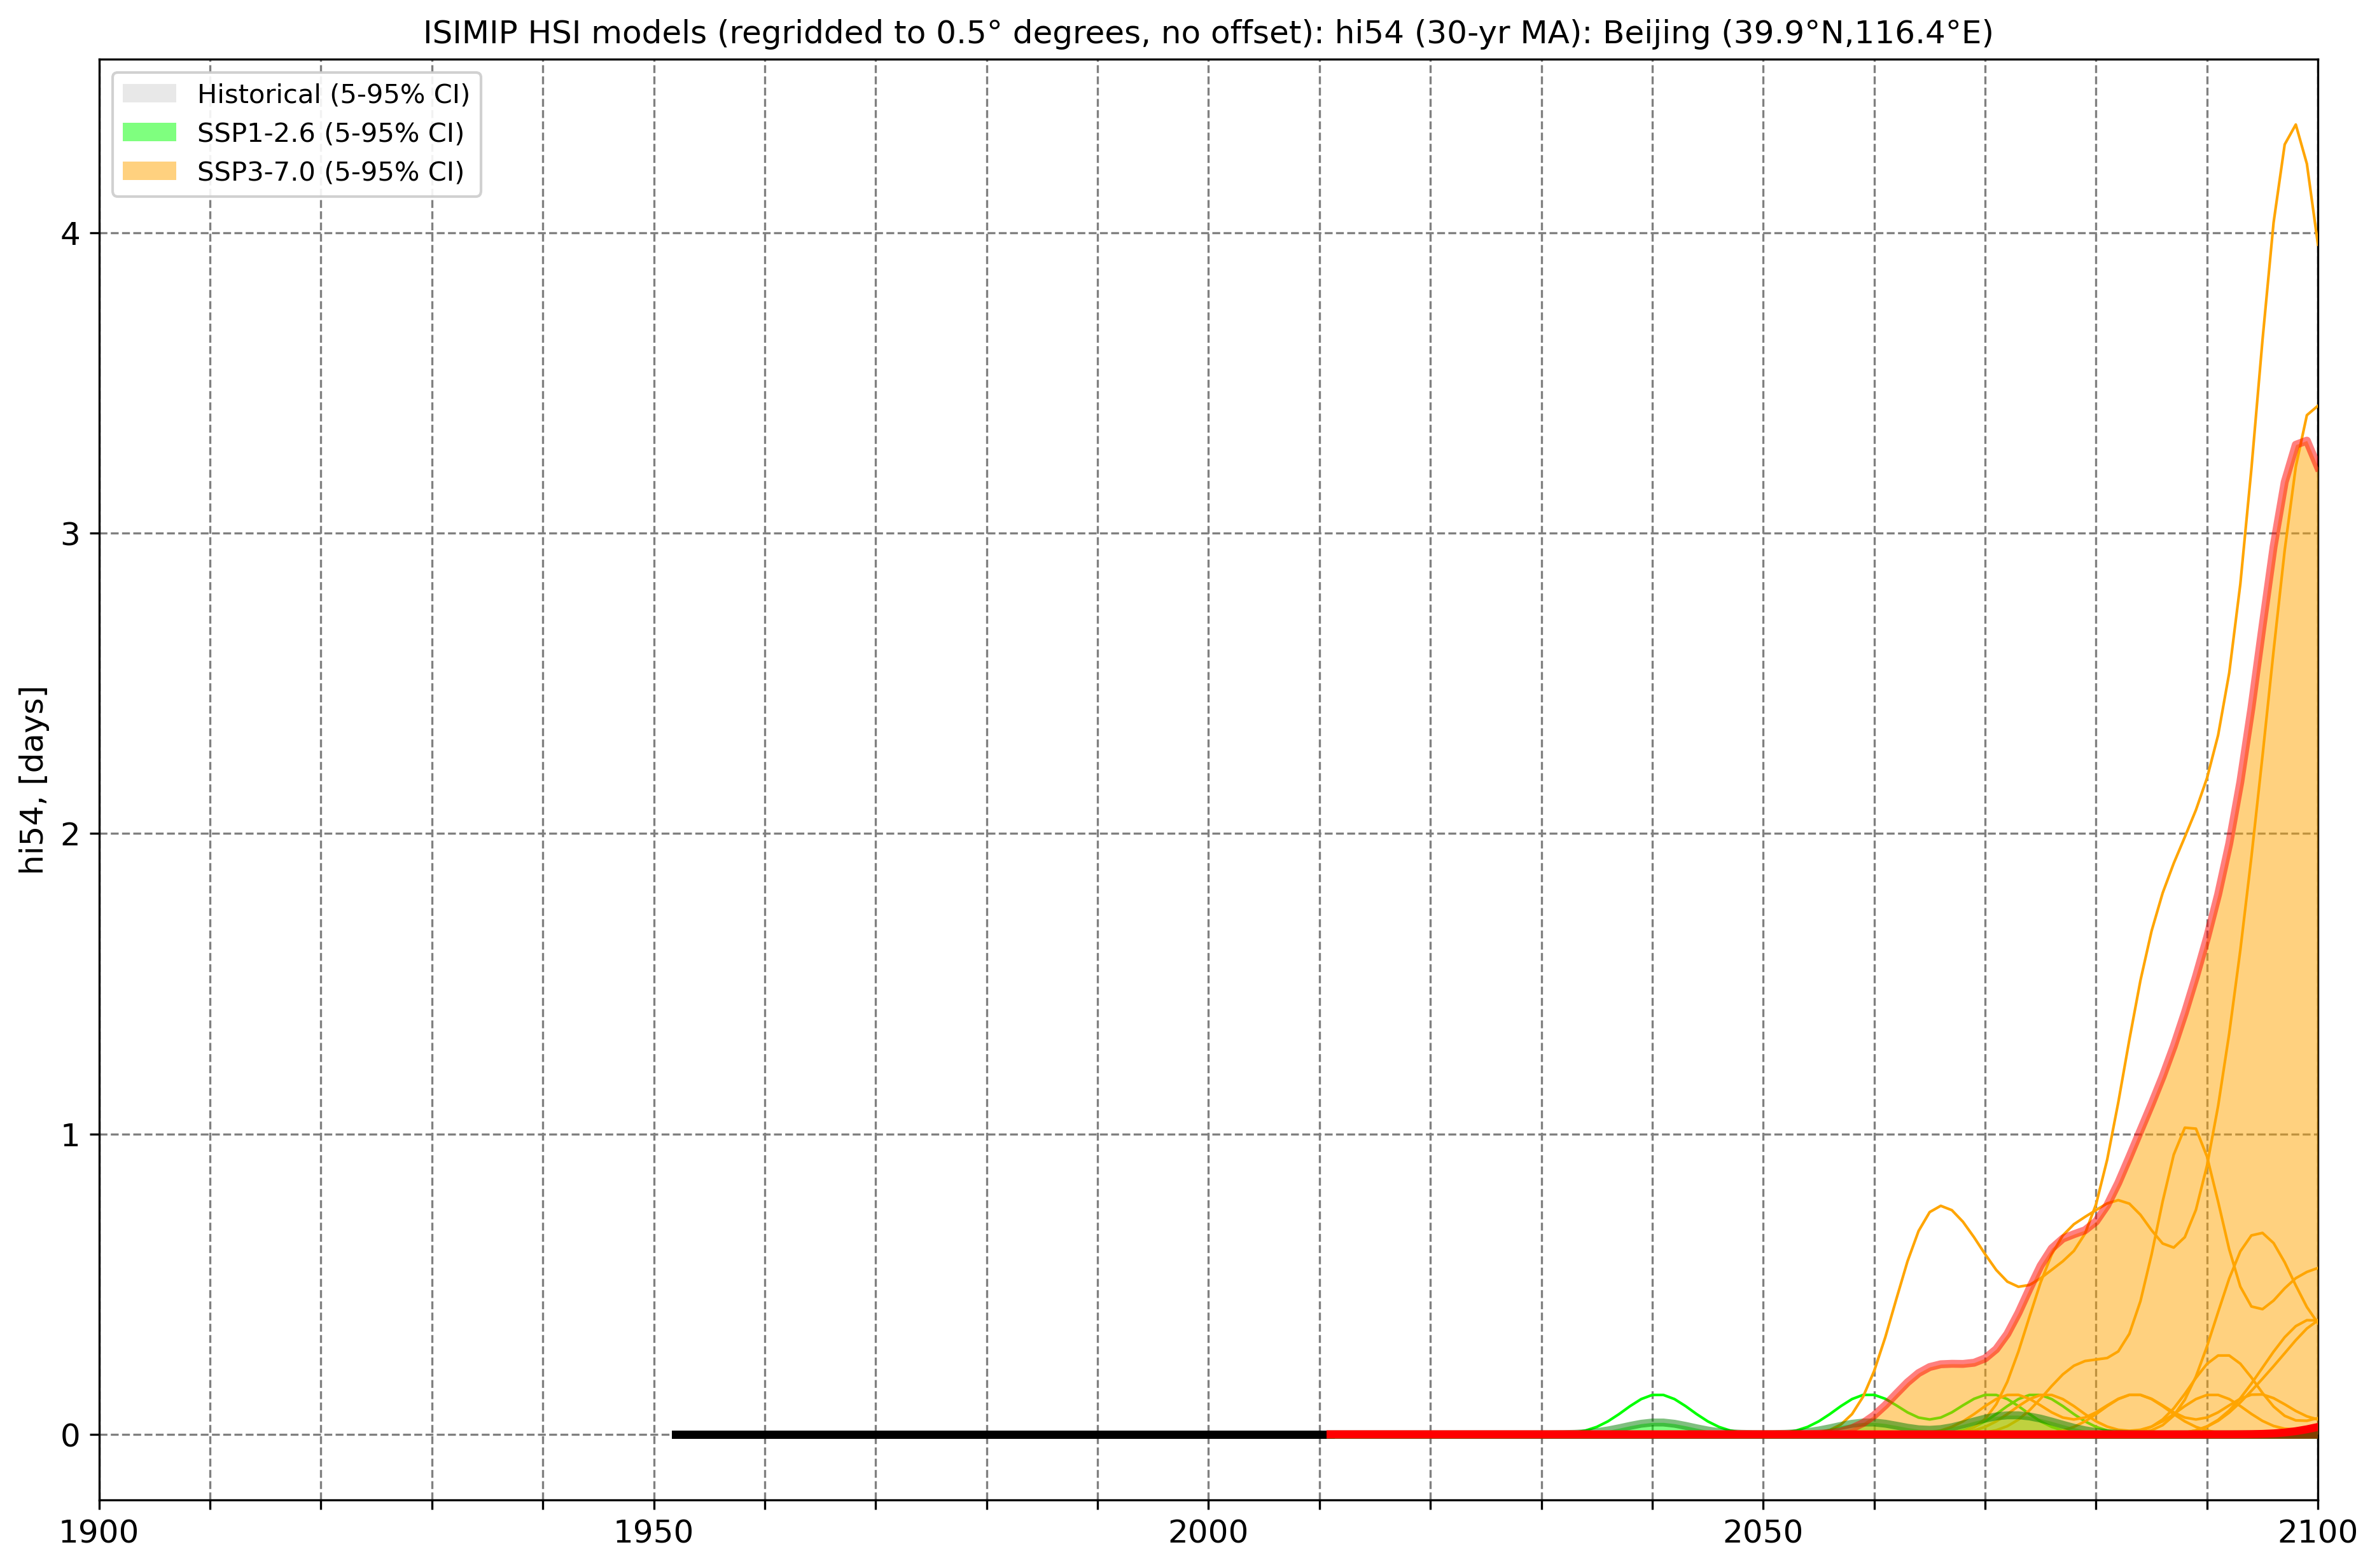 ISIMIP HSI models (regridded to 0.5° degrees, no offset): hi54 (30-yr MA): Beijing (39.9°N,116.4°E)
Historical (5-95% CI)
SSP1-2.6 (5-95% CI)
SSP3-7.0 (5-95% CI)
4
3
2
1
0
hi54, [days]
1900 1950 2000 2050 2100